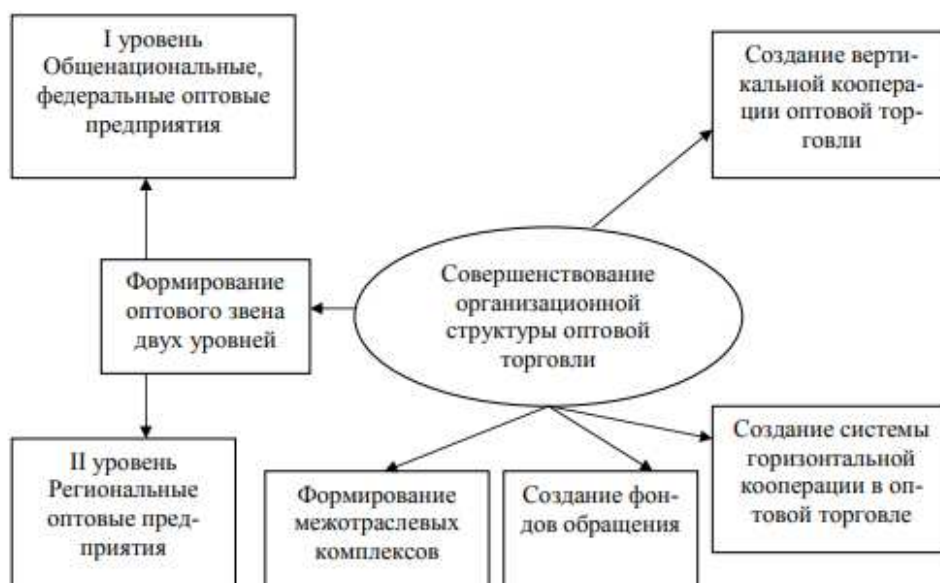 I уровень
Общенациональные,
федеральные оптовые
предприятия
Создание верти-
кальной коопера-
ции оптовой тор-
говли
Формирование
оптового звена
двух уровней
Совершенствование
организационной
структуры оптовой
торговли
II уровень
Региональные
оптовые пред-
приятия
Формирование
межотраслевых
комплексов
Создание фон-
дов обращения
Создание системы
горизонтальной
кооперации в оп-
товой торговле